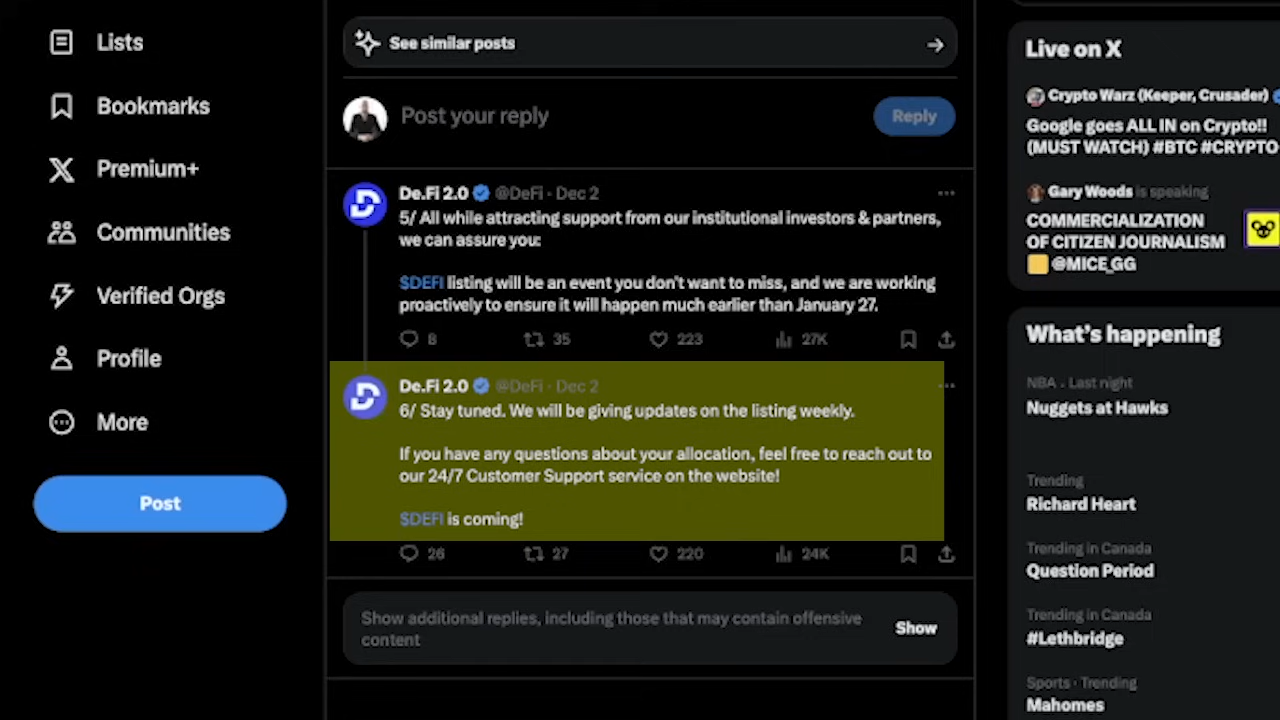 Lists
Bookmarks
Premium+
Communities
Verified Orgs
Profile
More
Post
See similar posts
Post your reply
Reply
De.Fi 2.0 @DeFi · Dec 2
5/ All while attracting support from our institutional investors & partners,
we can assure you:
$DEFI listing will be an event you don't want to miss, and we are working
proactively to ensure it will happen much earlier than January 27.
8 35 223 27K
De.Fi 2.0 @DeFi · Dec 2
6/ Stay tuned. We will be giving updates on the listing weekly.
If you have any questions about your allocation, feel free to reach out to
our 24/7 Customer Support service on the website!
$DEFI is coming!
26 27 220 24K
Show additional replies, including those that may contain offensive
content
Show
Live on X
Crypto Warz (Keeper, Crusader)
Google goes ALL IN on Crypto!!
(MUST WATCH) #BTC #CRYPTO
Gary Woods is speaking
COMMERCIALIZATION
OF CITIZEN JOURNALISM
@MICE_GG
What's happening
NBA · Last night
Nuggets at Hawks
Trending
Richard Heart
Trending in Canada
Question Period
Trending in Canada
#Lethbridge
Sports · Trending
Mahomes